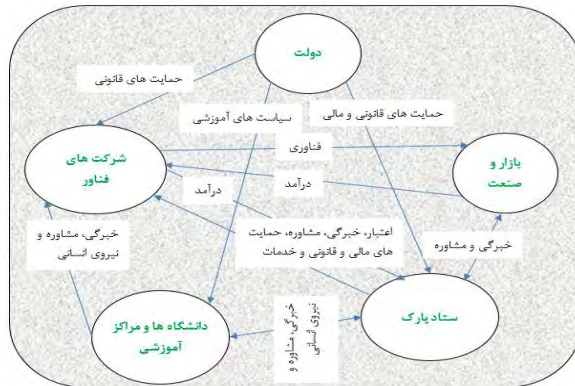 دولت
حمایت های قانونی
سیاست های آموزشی
حمایت های قانونی و مالی
شرکت های
فناور
فناوری
بازار و
صنعت
درآمد
درآمد
خبرگی، مشاوره و
نیروی انسانی
اعتبار، خبرگی، مشاوره، حمایت
های مالی و قانونی و خدمات
خبرگی و مشاوره
ستاد پارک
دانشگاه ها و مراکز
آموزشی
خبرگی، مشاوره و
نیروی انسانی